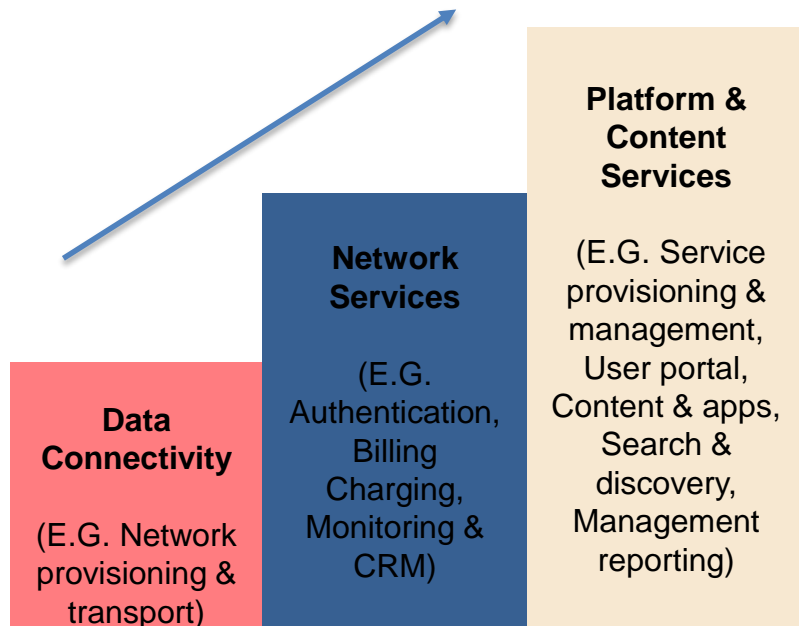 Data
Connectivity
(E.G. Network
provisioning &
transport)
Network
Services
(E.G.
Authentication,
Billing
Charging,
Monitoring &
CRM)
Platform &
Content
Services
(E.G. Service
provisioning &
management,
User portal,
Content & apps,
Search &
discovery,
Management
reporting)